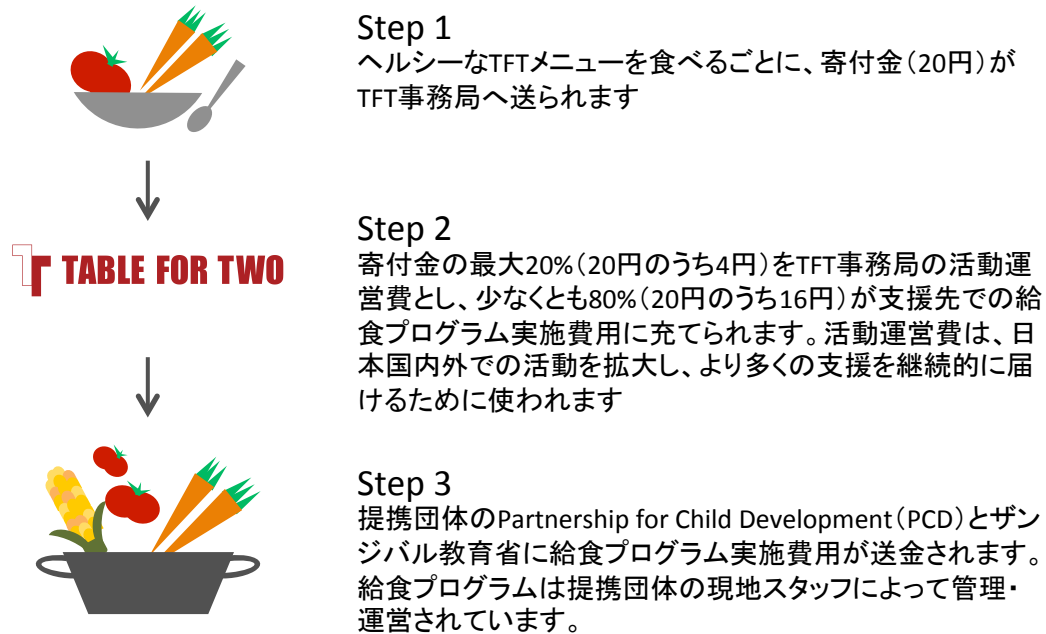 Step 1
ヘルシーなTFTメニューを食べるごとに、寄付金（20円）が
TFT事務局へ送られます
TABLE FOR TWO
Step 2
寄付金の最大20%（20円のうち4円）をTFT事務局の活動運
営費とし、少なくとも80%（20円のうち16円）が支援先での給
食プログラム実施費用に充てられます。活動運営費は、日
本国内外での活動を拡大し、より多くの支援を継続的に届
けるために使われます
Step 3
提携団体のPartnership for Child Development（PCD）とザン
ジバル教育省に給食プログラム実施費用が送金されます。
給食プログラムは提携団体の現地スタッフによって管理・
運営されています。